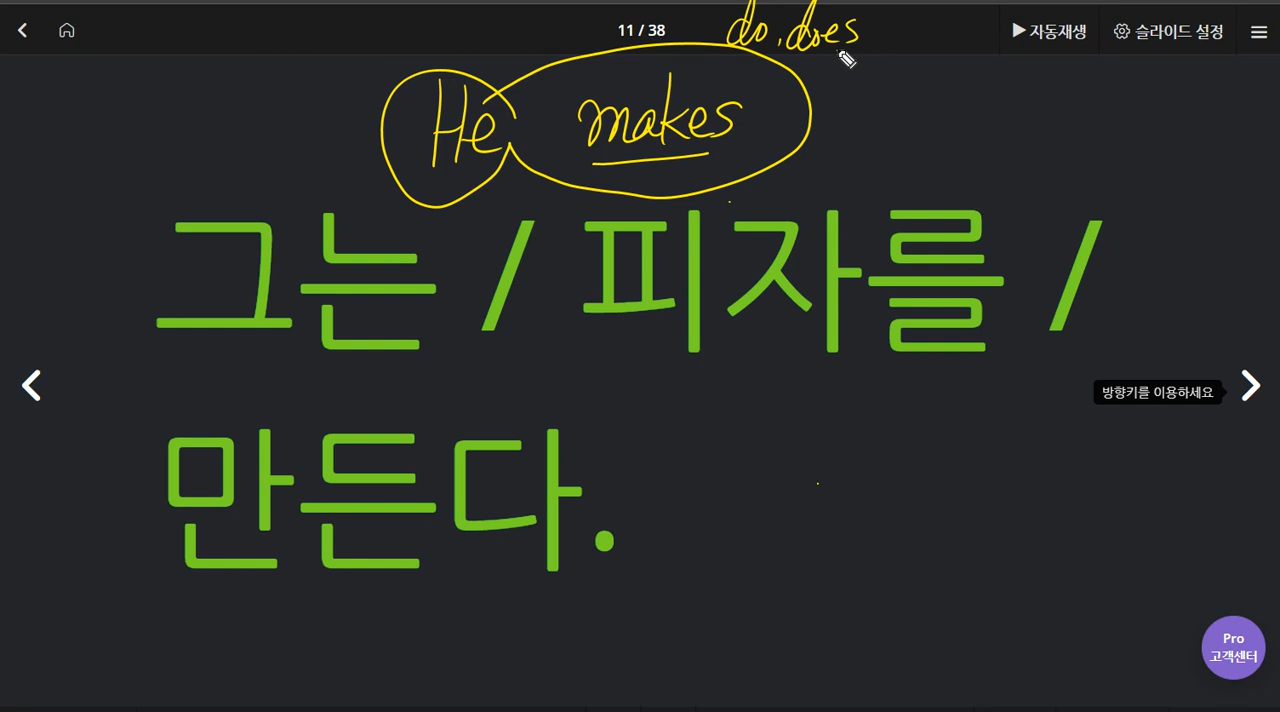 11 / 38
do, does
▶ 자동재생
슬라이드 설정
He makes
그는 / 피자를 /
만든다.
방향키를 이용하세요
Pro
고객센터